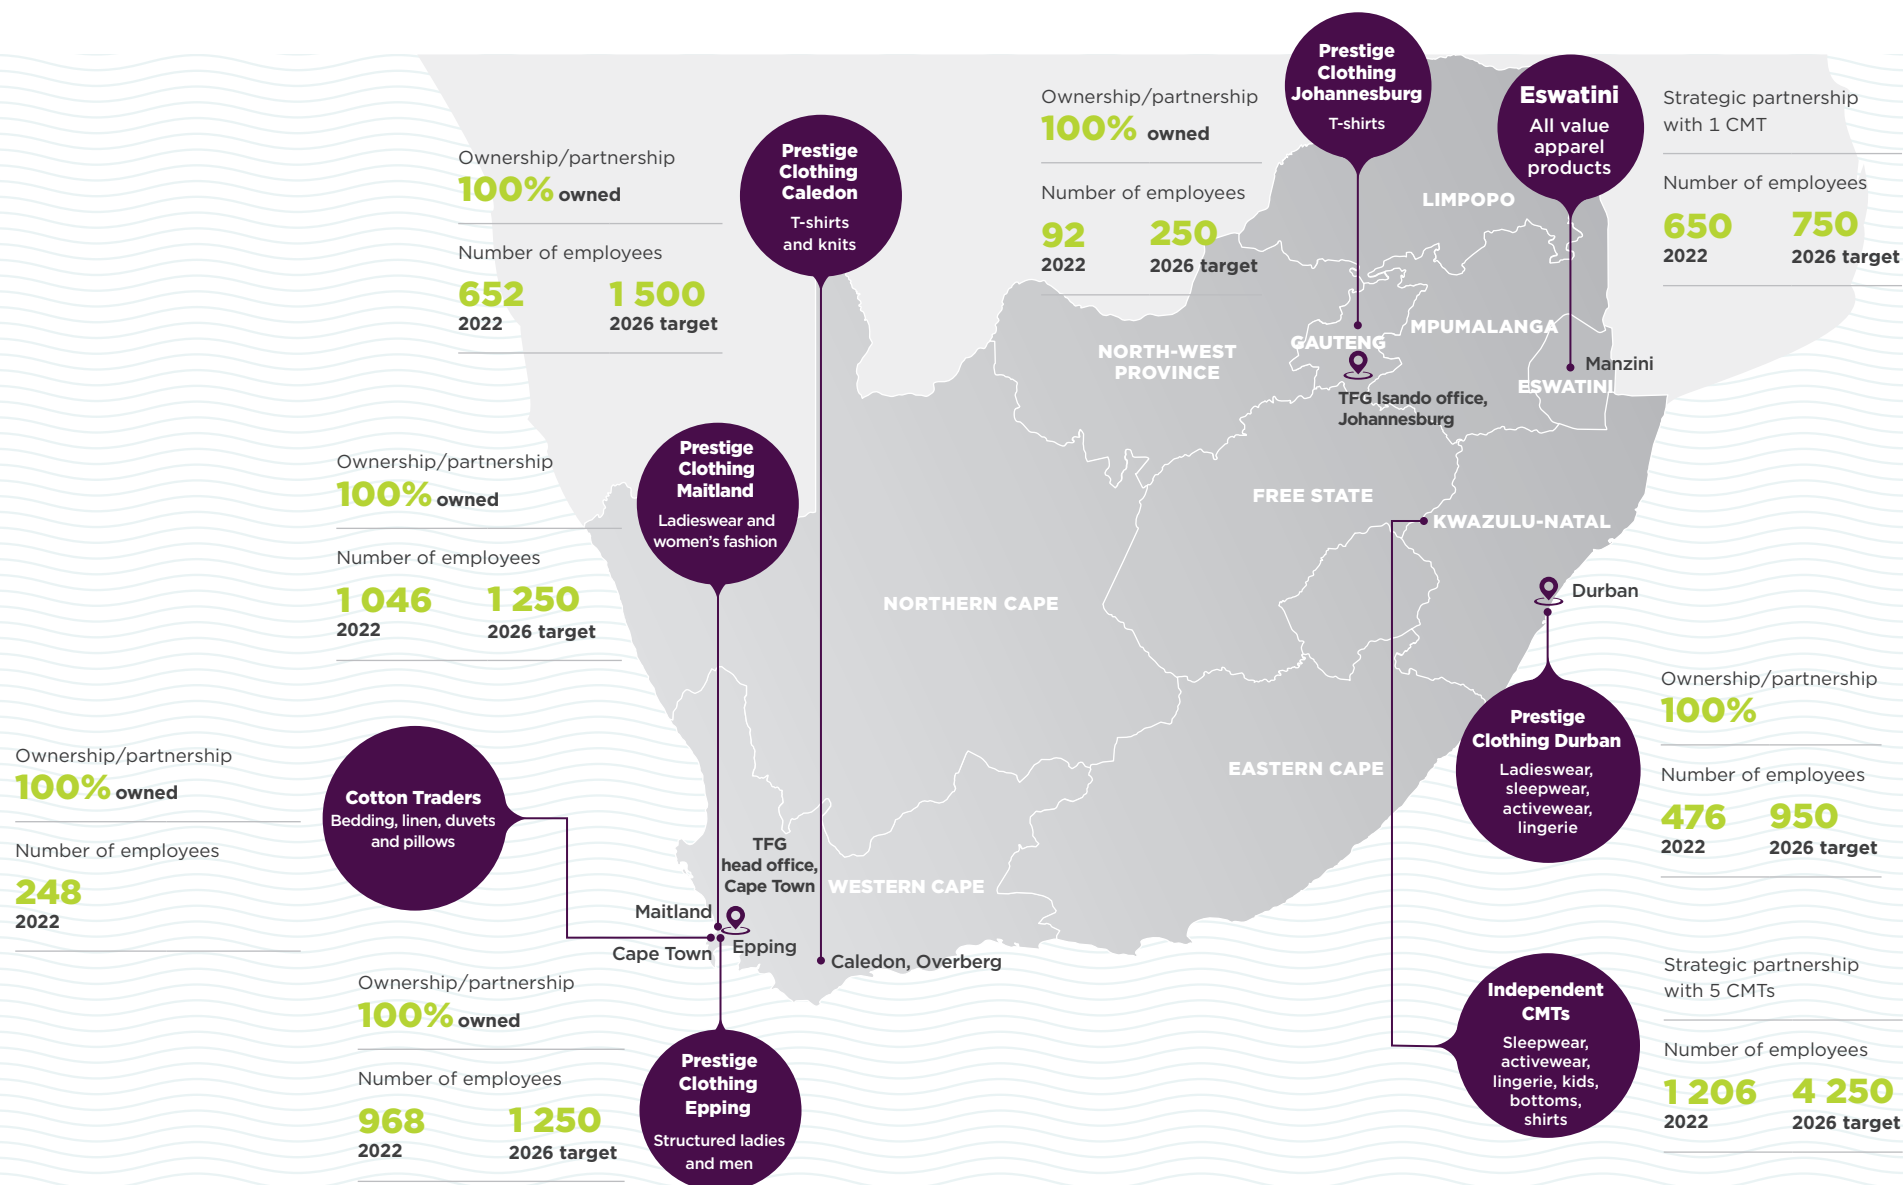 Prestige
Clothing
Johannesburg
T-shirts
Ownership/partnership
100% owned
Number of employees
92
250
2022
2026 target
Eswatini
All value
apparel
products
Strategic partnership
with 1 CMT
Number of employees
650
750
2022
2026 target
Ownership/partnership
100% owned
Number of employees
652
1 500
2022
2026 target
Prestige
Clothing
Caledon
T-shirts
and knits
LIMPOPO
MPUMALANGA
GAUTENG
NORTH-WEST
PROVINCE
Manzini
ESWATINI
TFG Isando office,
Johannesburg
Ownership/partnership
100% owned
Number of employees
1 046
1 250
2022
2026 target
Prestige
Clothing
Maitland
Ladieswear and
women's fashion
FREE STATE
KWAZULU-NATAL
NORTHERN CAPE
Durban
Ownership/partnership
100% owned
Number of employees
248
2022
Cotton Traders
Bedding, linen, duvets
and pillows
EASTERN CAPE
Prestige
Clothing Durban
Ladieswear,
sleepwear,
activewear,
lingerie
Ownership/partnership
100%
Number of employees
476
950
2022
2026 target
TFG
head office,
Cape Town
WESTERN CAPE
Maitland
Cape Town
Epping
Caledon, Overberg
Ownership/partnership
100% owned
Number of employees
968
1 250
2022
2026 target
Prestige
Clothing
Epping
Structured ladies
and men
Independent
CMTs
Sleepwear,
activewear,
lingerie, kids,
bottoms,
shirts
Strategic partnership
with 5 CMTs
Number of employees
1 206
4 250
2022
2026 target